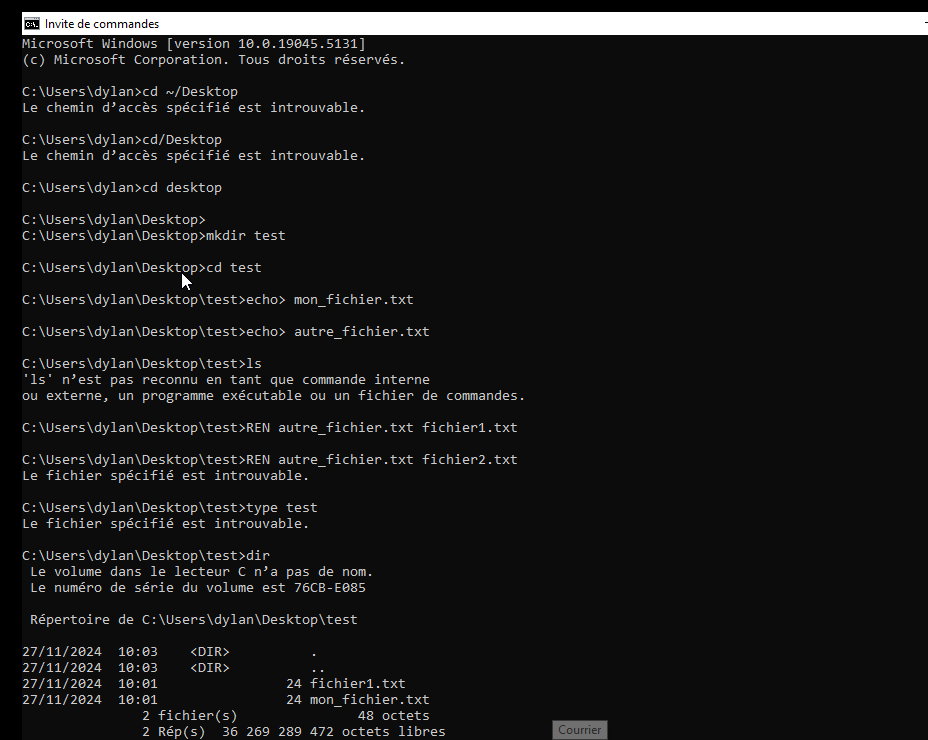 Invite de commandes
Microsoft Windows [version 10.0.19045.5131]
(c) Microsoft Corporation. Tous droits réservés.
C:\Users\dylan>cd ~/Desktop
Le chemin d’accès spécifié est introuvable.
C:\Users\dylan>cd/Desktop
Le chemin d’accès spécifié est introuvable.
C:\Users\dylan>cd desktop
C:\Users\dylan\Desktop>
C:\Users\dylan\Desktop>mkdir test
C:\Users\dylan\Desktop>cd test
C:\Users\dylan\Desktop\test>echo> mon_fichier.txt
C:\Users\dylan\Desktop\test>echo> autre_fichier.txt
C:\Users\dylan\Desktop\test>ls
'ls' n’est pas reconnu en tant que commande interne
ou externe, un programme exécutable ou un fichier de commandes.
C:\Users\dylan\Desktop\test>REN autre_fichier.txt fichier1.txt
C:\Users\dylan\Desktop\test>REN autre_fichier.txt fichier2.txt
Le fichier spécifié est introuvable.
C:\Users\dylan\Desktop\test>type test
Le fichier spécifié est introuvable.
C:\Users\dylan\Desktop\test>dir
Le volume dans le lecteur C n’a pas de nom.
Le numéro de série du volume est 76CB-E085
Répertoire de C:\Users\dylan\Desktop\test
27/11/2024  10:03    <DIR>          .
27/11/2024  10:03    <DIR>          ..
27/11/2024  10:01                24 fichier1.txt
27/11/2024  10:01                24 mon_fichier.txt
2 fichier(s)               48 octets
2 Rép(s)  36 269 289 472 octets libres
Courrier